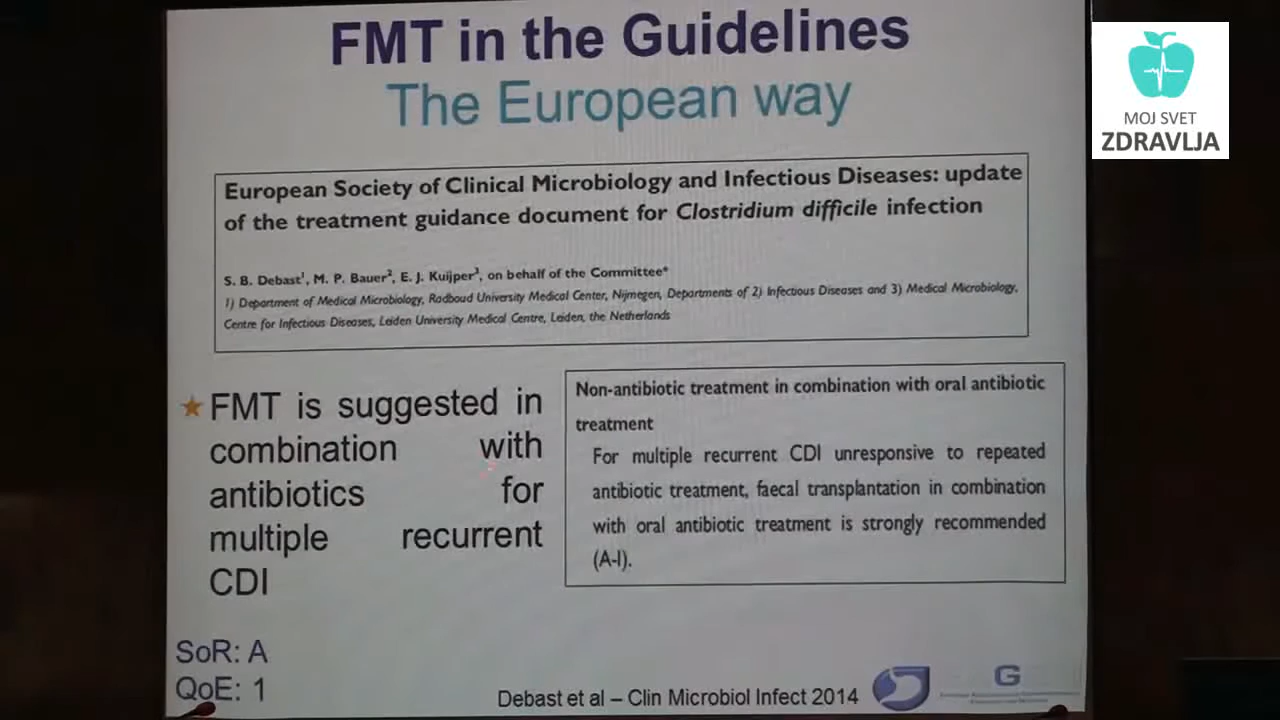 FMT in the Guidelines
The European way
MOJ SVET
ZDRAVLJA
European Society of Clinical Microbiology and Infectious Diseases: update
of the treatment guidance document for Clostridium difficile infection
S. B. Debast¹, M. P. Bauer², E. J. Kuijper³, on behalf of the Committee*
1) Department of Medical Microbiology, Radboud University Medical Center, Nijmegen, Departments of 2) Infectious Diseases and 3) Medical Microbiology,
Centre for Infectious Diseases, Leiden University Medical Centre, Leiden, the Netherlands
FMT is suggested in
combination with
antibiotics for
multiple recurrent
CDI
Non-antibiotic treatment in combination with oral antibiotic
treatment
For multiple recurrent CDI unresponsive to repeated
antibiotic treatment, faecal transplantation in combination
with oral antibiotic treatment is strongly recommended
(A-I).
SoR: A
QoE: 1
Debast et al – Clin Microbiol Infect 2014
G